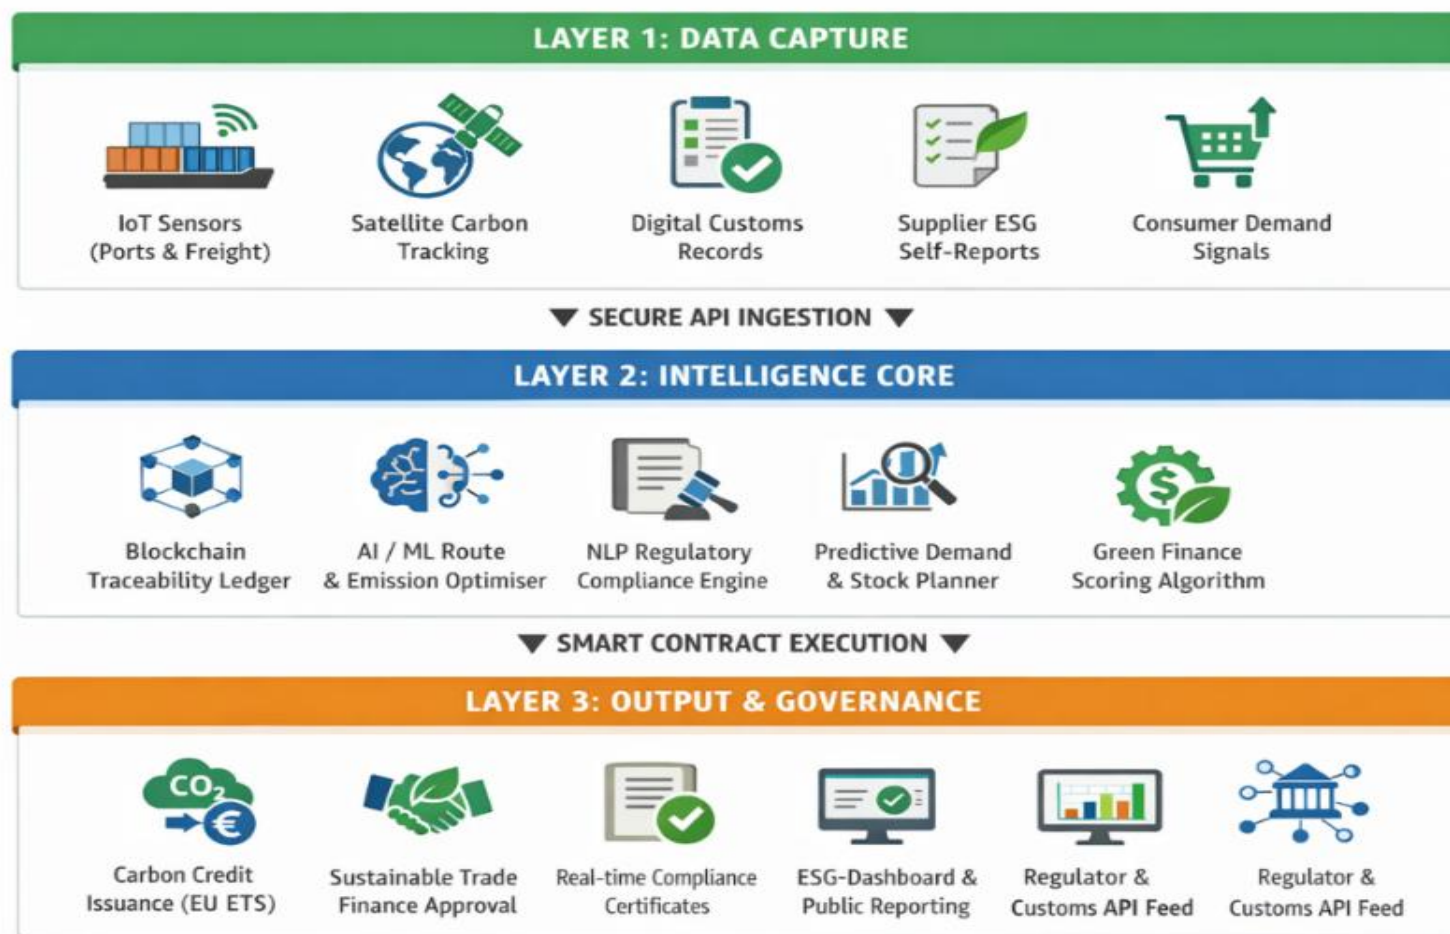 LAYER 1: DATA CAPTURE
IoT Sensors
(Ports & Freight)
Satellite Carbon
Tracking
Digital Customs
Records
Supplier ESG
Self-Reports
Consumer Demand
Signals
▼ SECURE API INGESTION ▼
LAYER 2: INTELLIGENCE CORE
$
Blockchain
Traceability Ledger
AI / ML Route
& Emission Optimiser
NLP Regulatory
Compliance Engine
Predictive Demand
& Stock Planner
Green Finance
Scoring Algorithm
▼ SMART CONTRACT EXECUTION ▼
LAYER 3: OUTPUT & GOVERNANCE
CO₂
€
Carbon Credit
Issuance (EU ETS)
Sustainable Trade
Finance Approval
Real-time Compliance
Certificates
ESG-Dashboard &
Public Reporting
Regulator &
Customs API Feed
Regulator &
Customs API Feed